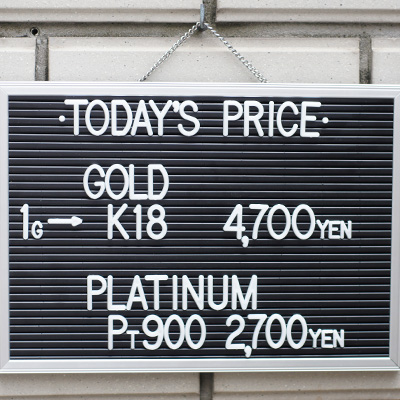 ·TODAY'S PRICE·
GOLD
1G→ K18 4,700YEN
PLATINUM
PT900 2,700YEN